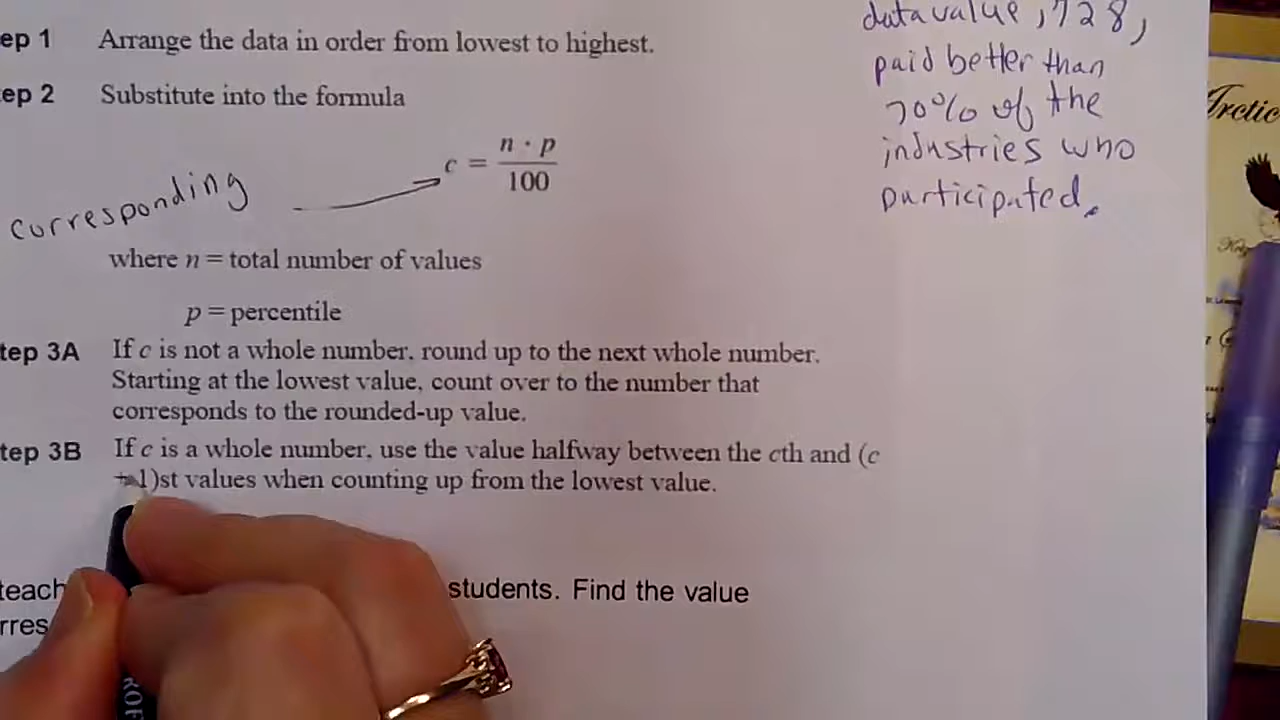 data value, 728,
ep 1 Arrange the data in order from lowest to highest.
paid better than
ep 2 Substitute into the formula
70% of the
industries who
participated.
c = n · p
100
corresponding
where n = total number of values
p = percentile
tep 3A If c is not a whole number, round up to the next whole number.
Starting at the lowest value, count over to the number that
corresponds to the rounded-up value.
tep 3B If c is a whole number, use the value halfway between the cth and (c
+ 1)st values when counting up from the lowest value.
teach students. Find the value
rres
Arctic